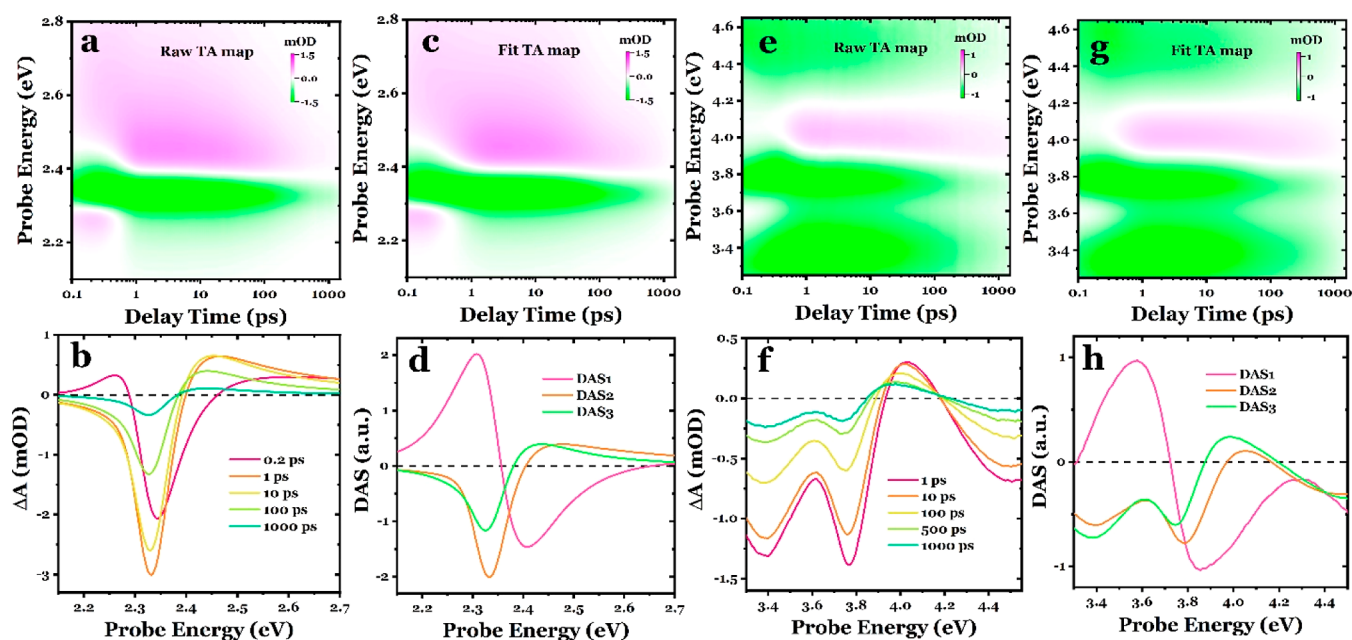 a
Raw TA map
mOD
1.5
0.0
-1.5
Probe Energy (eV)
2.8
2.6
2.4
2.2
0.1
1
10
100
1000
Delay Time (ps)
c
Fit TA map
mOD
1.5
0.0
-1.5
Probe Energy (eV)
2.8
2.6
2.4
2.2
0.1
1
10
100
1000
Delay Time (ps)
e
Raw TA map
mOD
1
0
-1
Probe Energy (eV)
4.6
4.4
4.2
4.0
3.8
3.6
3.4
0.1
1
10
100
1000
Delay Time (ps)
g
Fit TA map
mOD
1
0
-1
Probe Energy (eV)
4.6
4.4
4.2
4.0
3.8
3.6
3.4
0.1
1
10
100
1000
Delay Time (ps)
b
ΔA (mOD)
1
0
-1
-2
-3
0.2 ps
1 ps
10 ps
100 ps
1000 ps
2.2
2.3
2.4
2.5
2.6
2.7
Probe Energy (eV)
d
DAS (a.u.)
2
1
0
-1
-2
DAS1
DAS2
DAS3
2.2
2.3
2.4
2.5
2.6
2.7
Probe Energy (eV)
f
ΔA (mOD)
0.5
0.0
-0.5
-1.0
-1.5
1 ps
10 ps
100 ps
500 ps
1000 ps
3.4
3.6
3.8
4.0
4.2
4.4
Probe Energy (eV)
h
DAS (a.u.)
1
0
-1
DAS1
DAS2
DAS3
3.4
3.6
3.8
4.0
4.2
4.4
Probe Energy (eV)